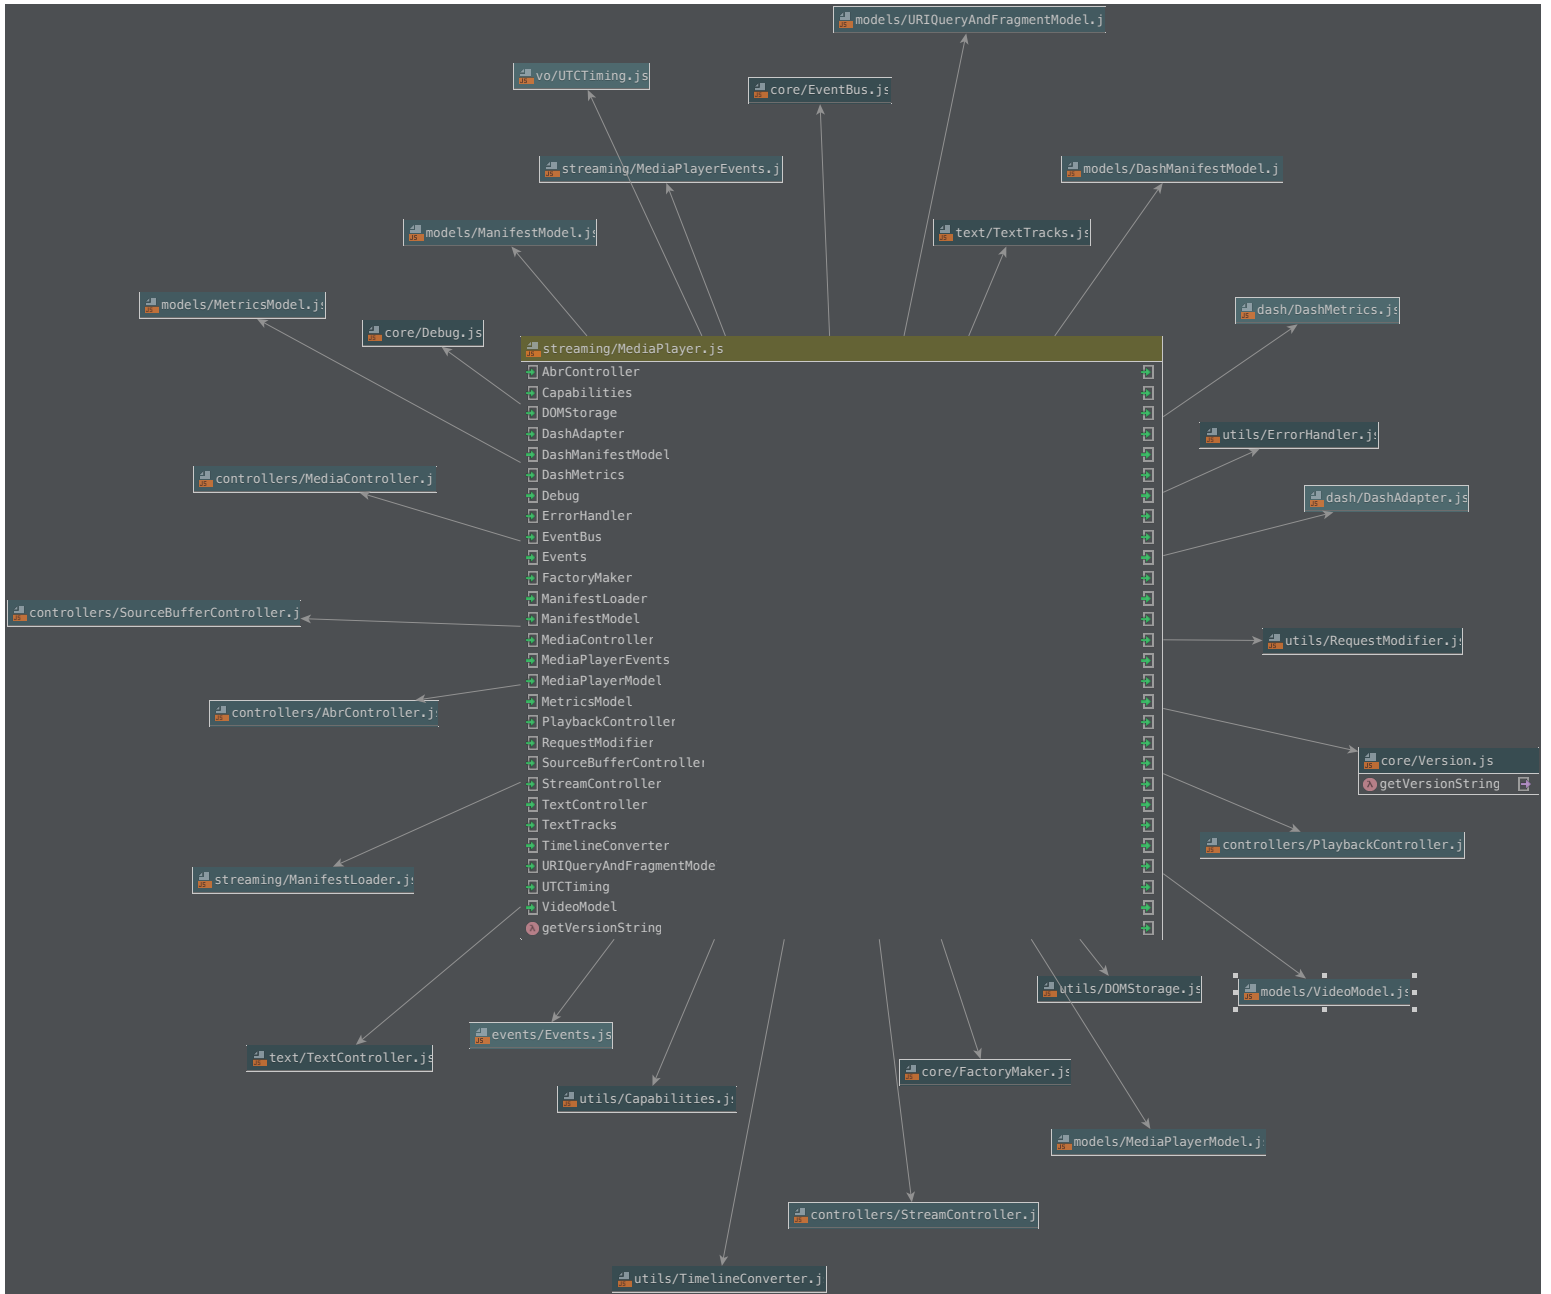 models/URIQueryAndFragmentModel.j
vo/UTCTiming.js
core/EventBus.js
streaming/MediaPlayerEvents.j
models/DashManifestModel.j
models/ManifestModel.js
text/TextTracks.js
models/MetricsModel.js
dash/DashMetrics.js
core/Debug.js
streaming/MediaPlayer.js
AbrController
Capabilities
DOMStorage
DashAdapter
DashManifestModel
DashMetrics
Debug
ErrorHandler
EventBus
Events
FactoryMaker
ManifestLoader
ManifestModel
MediaController
MediaPlayerEvents
MediaPlayerModel
MetricsModel
PlaybackController
RequestModifier
SourceBufferController
StreamController
TextController
TextTracks
TimelineConverter
URIQueryAndFragmentMode
UTCTiming
VideoModel
getVersionString
utils/ErrorHandler.js
controllers/MediaController.j
dash/DashAdapter.js
controllers/SourceBufferController.j
utils/RequestModifier.js
controllers/AbrController.js
core/Version.js
getVersionString
controllers/PlaybackController.j
streaming/ManifestLoader.js
utils/DOMStorage.js
models/VideoModel.js
events/Events.js
text/TextController.js
core/FactoryMaker.js
utils/Capabilities.js
models/MediaPlayerModel.js
controllers/StreamController.j
utils/TimelineConverter.j